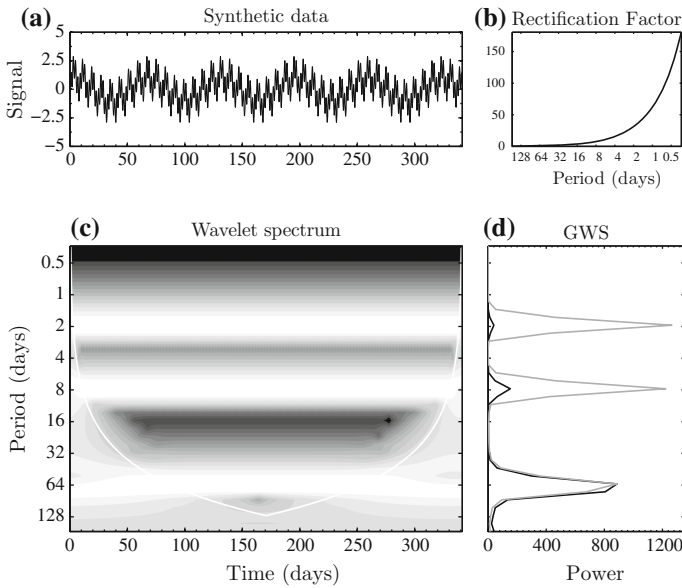 (a) Synthetic data
5
2.5
0
−2.5
−5
Signal
0 50 100 150 200 250 300
(b) Rectification Factor
150
100
50
0
128 64 32 16 8 4 2 1 0.5
Period (days)
(c) Wavelet spectrum
0.5
1
2
4
8
16
32
64
128
Period (days)
0 50 100 150 200 250 300
Time (days)
(d) GWS
0 400 800 1200
Power